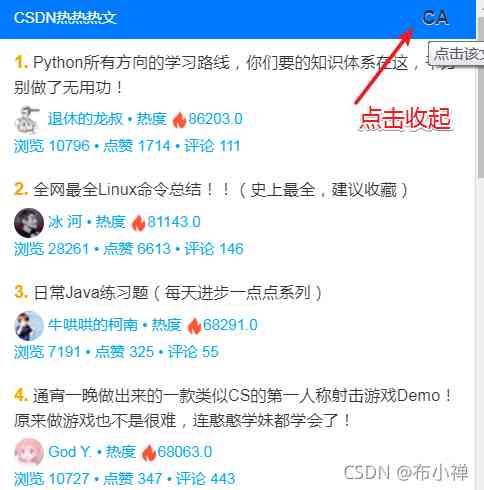 CSDN热热热文
CA
点击该文
1. Python所有方向的学习路线，你们要的知识体系在这，千万
别做了无用功！
点击收起
退休的龙叔 • 热度 86203.0
浏览 10796 • 点赞 1714 • 评论 111
2. 全网最全Linux命令总结！！（史上最全，建议收藏）
冰 河 • 热度 81143.0
浏览 28261 • 点赞 6613 • 评论 146
3. 日常Java练习题（每天进步一点点系列）
牛哄哄的柯南 • 热度 68291.0
浏览 7191 • 点赞 325 • 评论 55
4. 通宵一晚做出来的一款类似CS的第一人称射击游戏Demo！
原来做游戏也不是很难，连憨憨学妹都学会了！
God Y. • 热度 68063.0
浏览 10727 • 点赞 347 • 评论 443
CSDN @布小禅